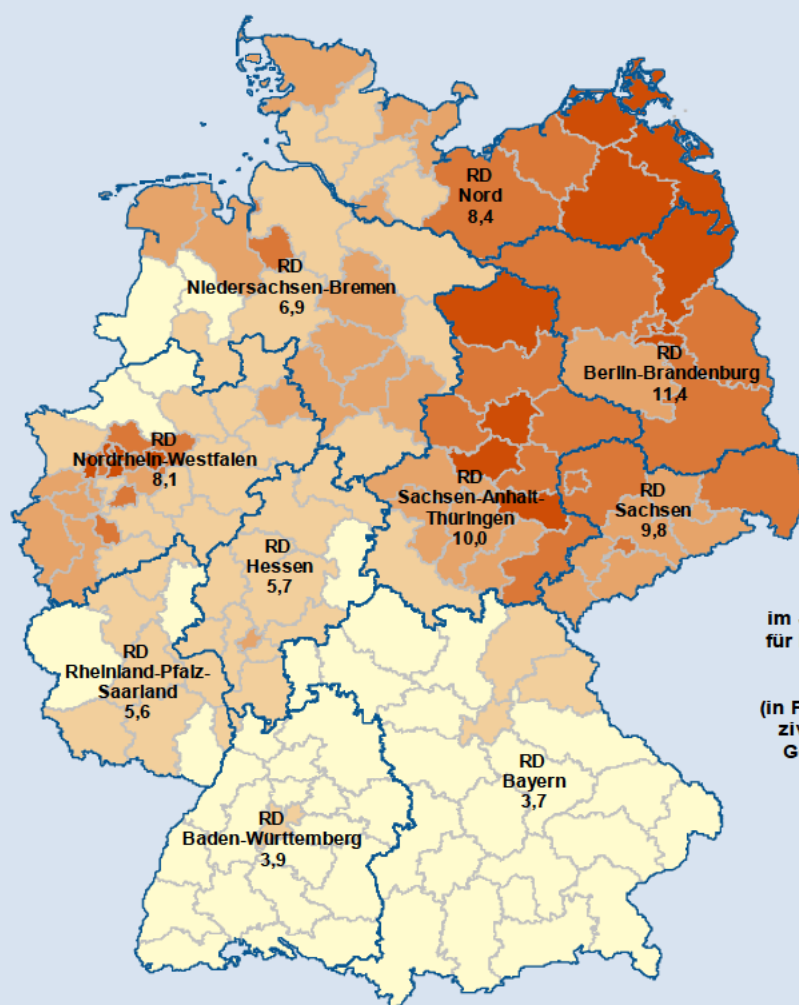 RD
Nord
8,4
RD
Niedersachsen-Bremen
6,9
RD
Berlin-Brandenburg
11,4
RD
Nordrhein-Westfalen
8,1
RD
Sachsen-Anhalt-
Thüringen
10,0
RD
Sachsen
9,8
RD
Hessen
5,7
im
für
RD
Rheinland-Pfalz-
Saarland
5,6
(in
ziv
G
RD
Bayern
3,7
RD
Baden-Württemberg
3,9